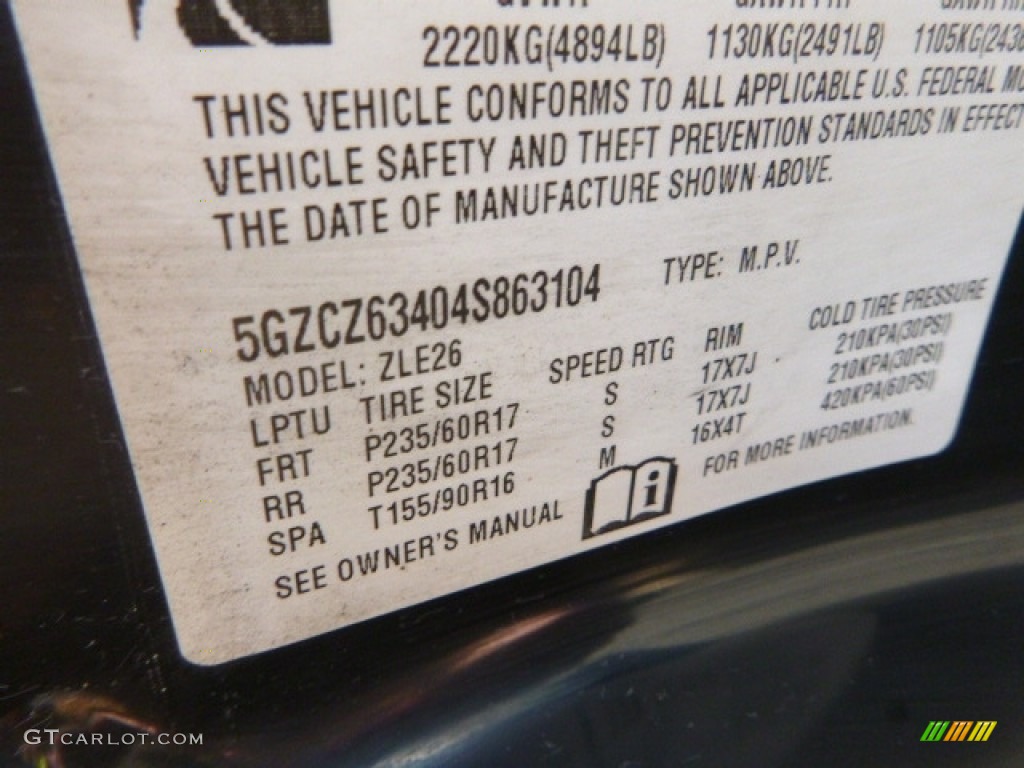 2220KG(4894LB) 1130KG(2491LB) 1105KG(2436
THIS VEHICLE CONFORMS TO ALL APPLICABLE U.S. FEDERAL MO
VEHICLE SAFETY AND THEFT PREVENTION STANDARDS IN EFFECT
THE DATE OF MANUFACTURE SHOWN ABOVE.
5GZCZ63404S863104 TYPE: M.P.V.
MODEL: ZLE26
LPTU TIRE SIZE SPEED RTG RIM COLD TIRE PRESSURE
FRT P235/60R17 S 17X7J 210KPA(30PSI)
RR P235/60R17 S 17X7J 210KPA(30PSI)
SPA T155/90R16 M 16X4T 420KPA(60PSI)
SEE OWNER'S MANUAL i FOR MORE INFORMATION.
GTCARLOT.COM